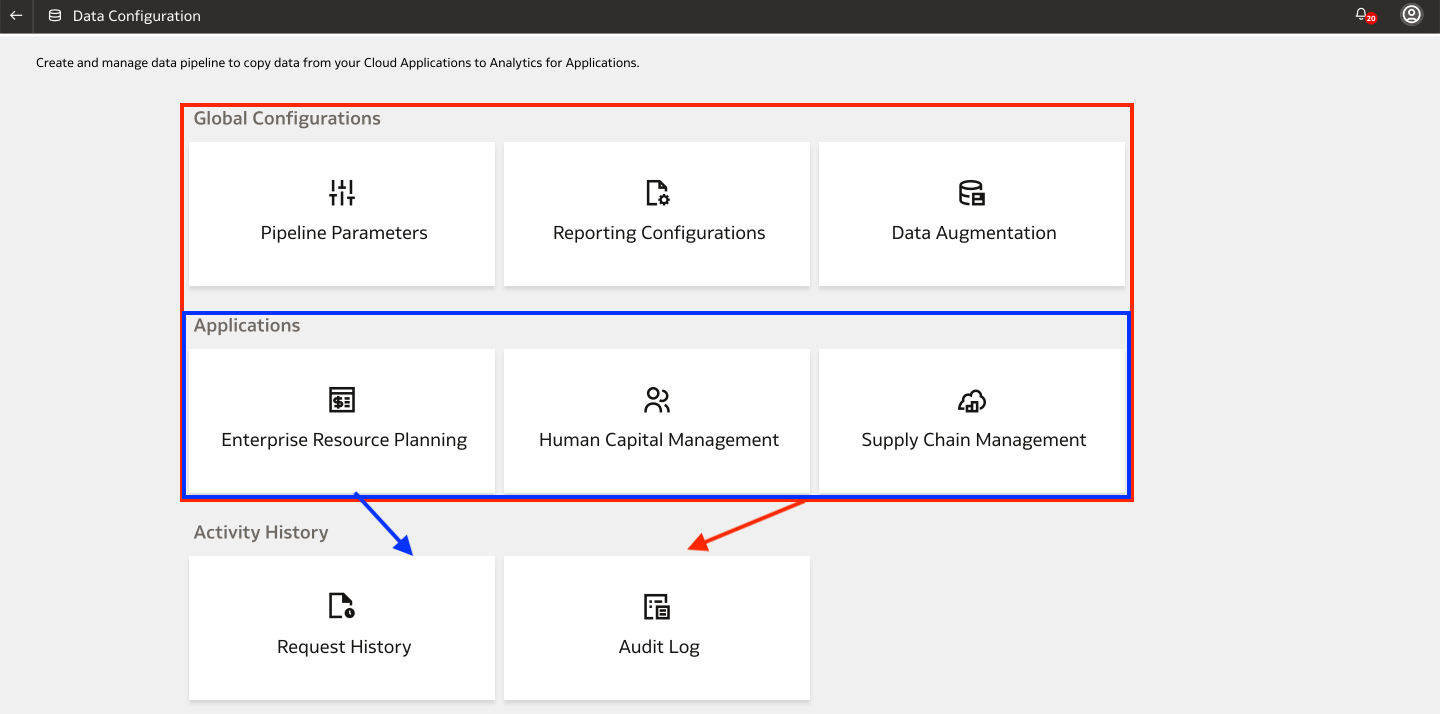 Data Configuration
20
Create and manage data pipeline to copy data from your Cloud Applications to Analytics for Applications.
Global Configurations
Pipeline Parameters
Reporting Configurations
Data Augmentation
Applications
Enterprise Resource Planning
Human Capital Management
Supply Chain Management
Activity History
Request History
Audit Log